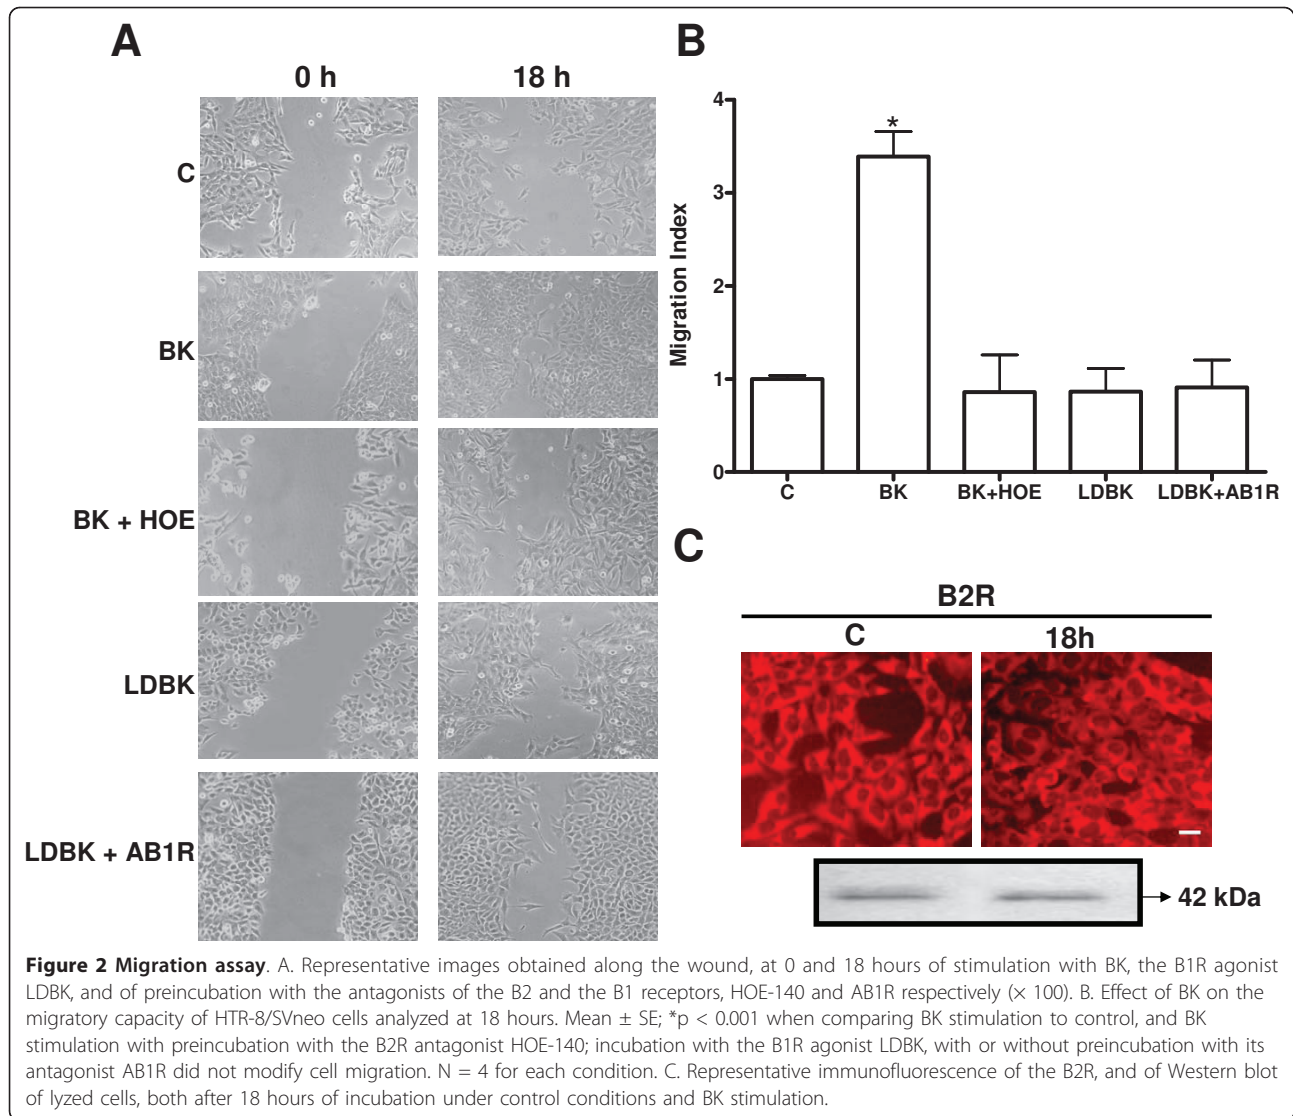 A
0 h 18 h
C
BK
BK + HOE
LDBK
LDBK + AB1R
B
Migration Index
4
3
2
1
0
*
C BK BK+HOE LDBK LDBK+AB1R
C
B2R
C 18h
42 kDa
Figure 2 Migration assay. A. Representative images obtained along the wound, at 0 and 18 hours of stimulation with BK, the B1R agonist
LDBK, and of preincubation with the antagonists of the B2 and the B1 receptors, HOE-140 and AB1R respectively (× 100). B. Effect of BK on the
migratory capacity of HTR-8/SVneo cells analyzed at 18 hours. Mean ± SE; *p < 0.001 when comparing BK stimulation to control, and BK
stimulation with preincubation with the B2R antagonist HOE-140; incubation with the B1R agonist LDBK, with or without preincubation with its
antagonist AB1R did not modify cell migration. N = 4 for each condition. C. Representative immunofluorescence of the B2R, and of Western blot
of lyzed cells, both after 18 hours of incubation under control conditions and BK stimulation.